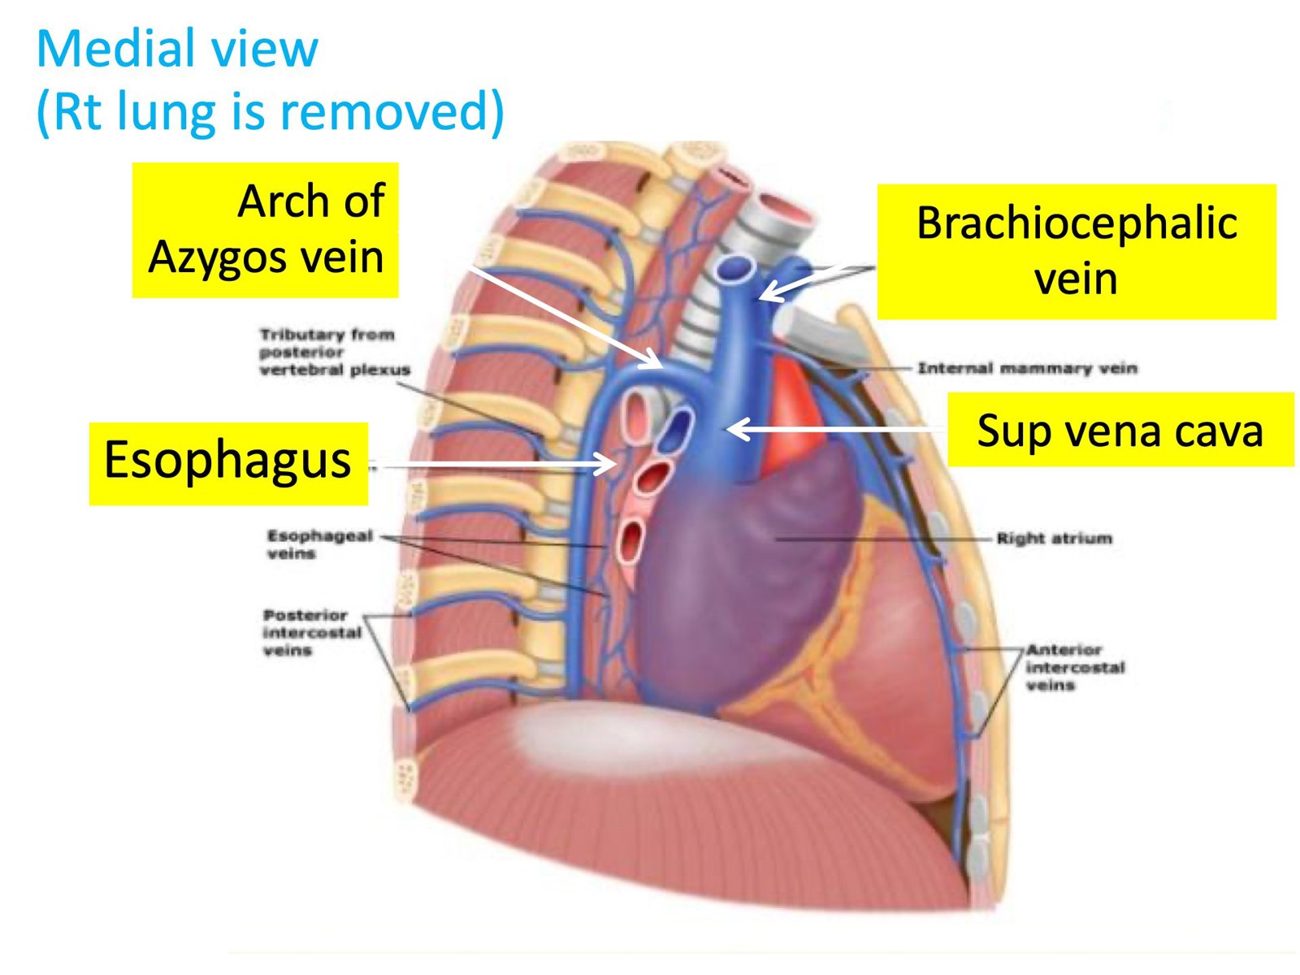 Medial view
(Rt lung is removed)
Arch of
Azygos vein
Brachiocephalic
vein
Tributary from
posterior
vertebral plexus
Internal mammary vein
Sup vena cava
Esophagus
Esophageal
veins
Right atrium
Posterior
intercostal
veins
Anterior
intercostal
veins